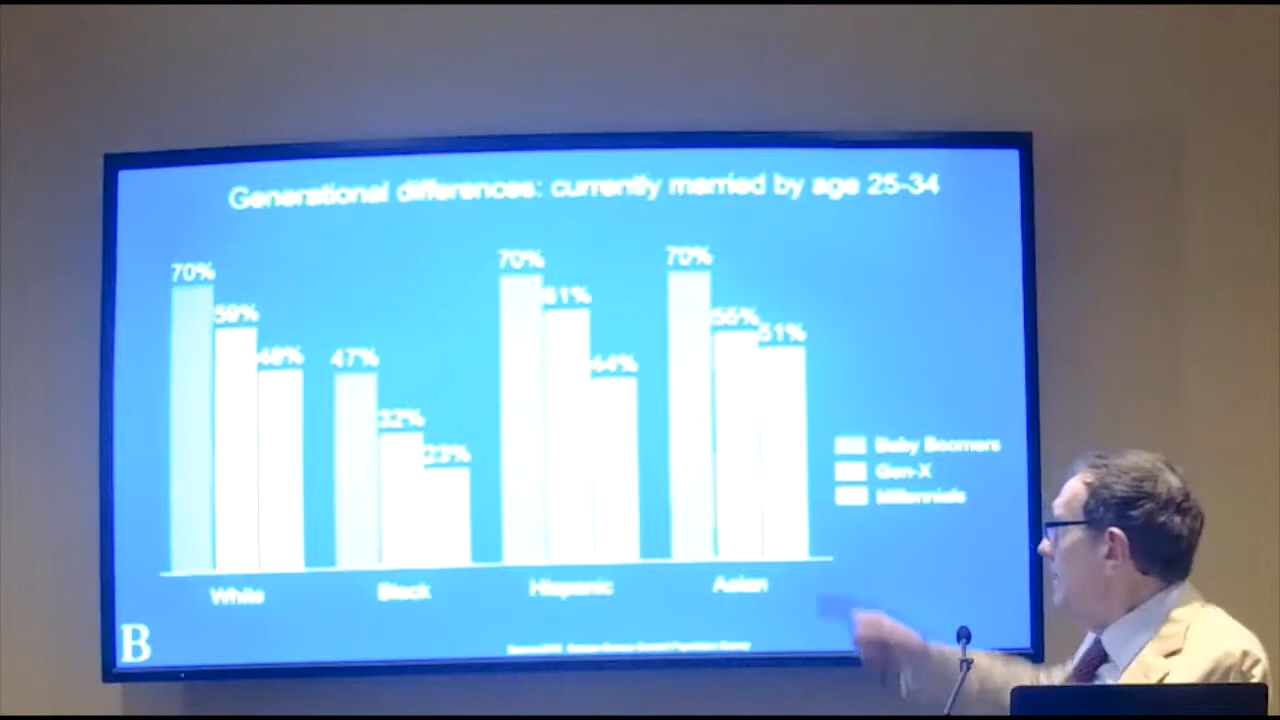 Generational differences: currently married by age 25-34
70%
59%
48%
47%
32%
23%
70%
61%
44%
70%
55%
51%
White
Black
Hispanic
Asian
Baby Boomers
Gen-X
Millennials
B